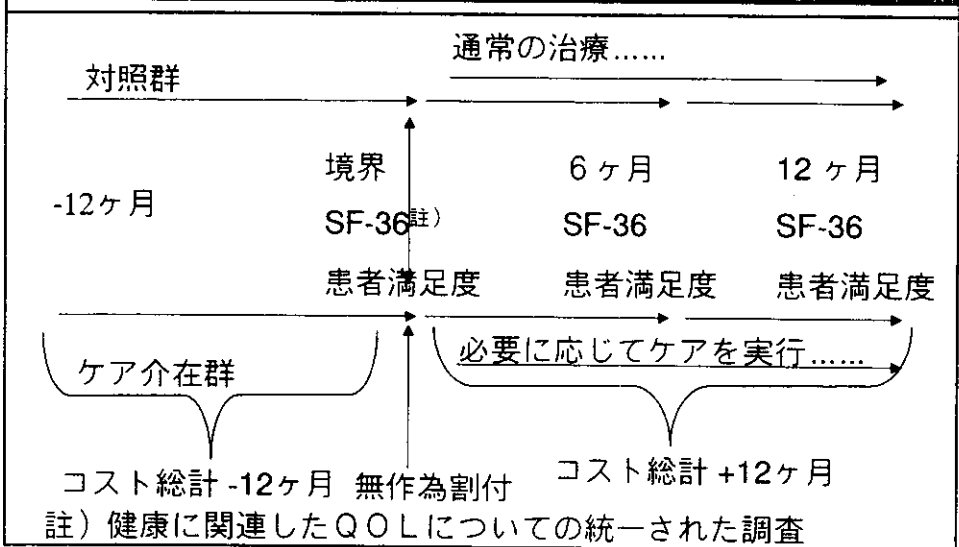 通常の治療……
対照群
境界 6ヶ月 12ヶ月
-12ヶ月
SF-36註） SF-36 SF-36
患者満足度 患者満足度 患者満足度
必要に応じてケアを実行……
ケア介在群
コスト総計 -12ヶ月 無作為割付 コスト総計 +12ヶ月
註）健康に関連したＱＯＬについての統一された調査